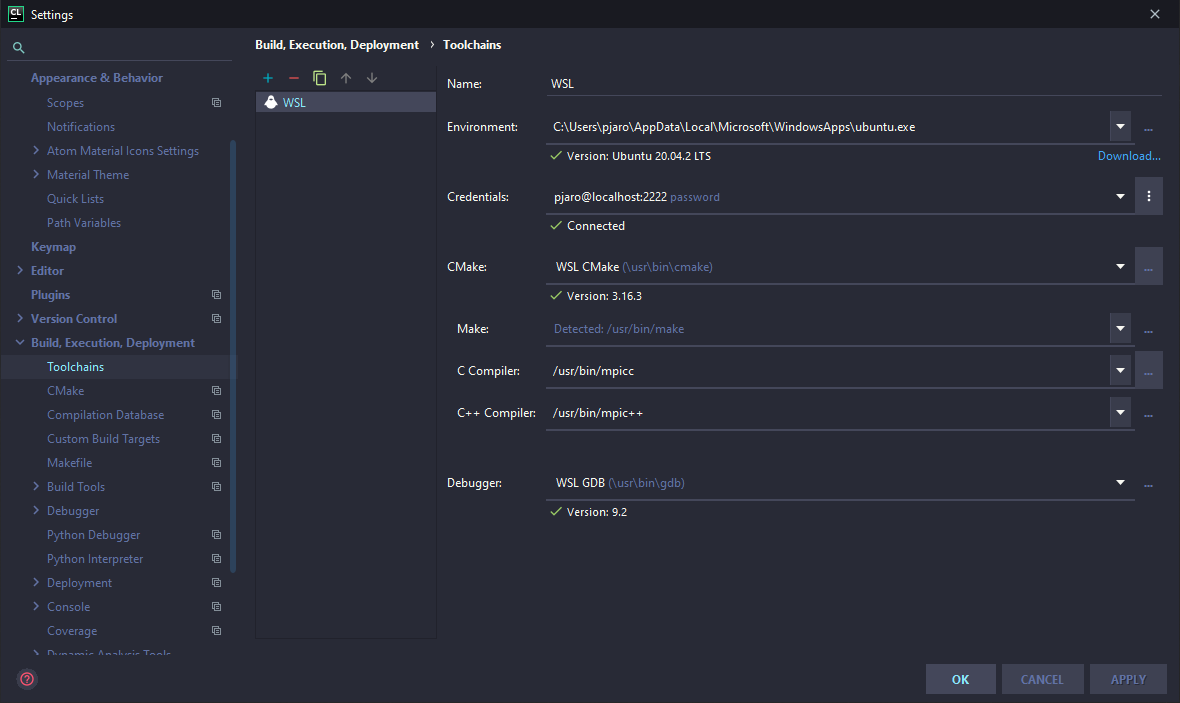 CL Settings
Appearance & Behavior
Scopes
Notifications
Atom Material Icons Settings
Material Theme
Quick Lists
Path Variables
Keymap
Editor
Plugins
Version Control
Build, Execution, Deployment
Toolchains
CMake
Compilation Database
Custom Build Targets
Makefile
Build Tools
Debugger
Python Debugger
Python Interpreter
Deployment
Console
Coverage
Dynamic Analysis Tools
Build, Execution, Deployment › Toolchains
WSL
Name: WSL
Environment: C:\Users\pjaro\AppData\Local\Microsoft\WindowsApps\ubuntu.exe ...
Version: Ubuntu 20.04.2 LTS Download...
Credentials: pjaro@localhost:2222 password
Connected
CMake: WSL CMake (\usr\bin\cmake) ...
Version: 3.16.3
Make: Detected: /usr/bin/make ...
C Compiler: /usr/bin/mpicc ...
C++ Compiler: /usr/bin/mpic++ ...
Debugger: WSL GDB (\usr\bin\gdb) ...
Version: 9.2
? OK CANCEL APPLY